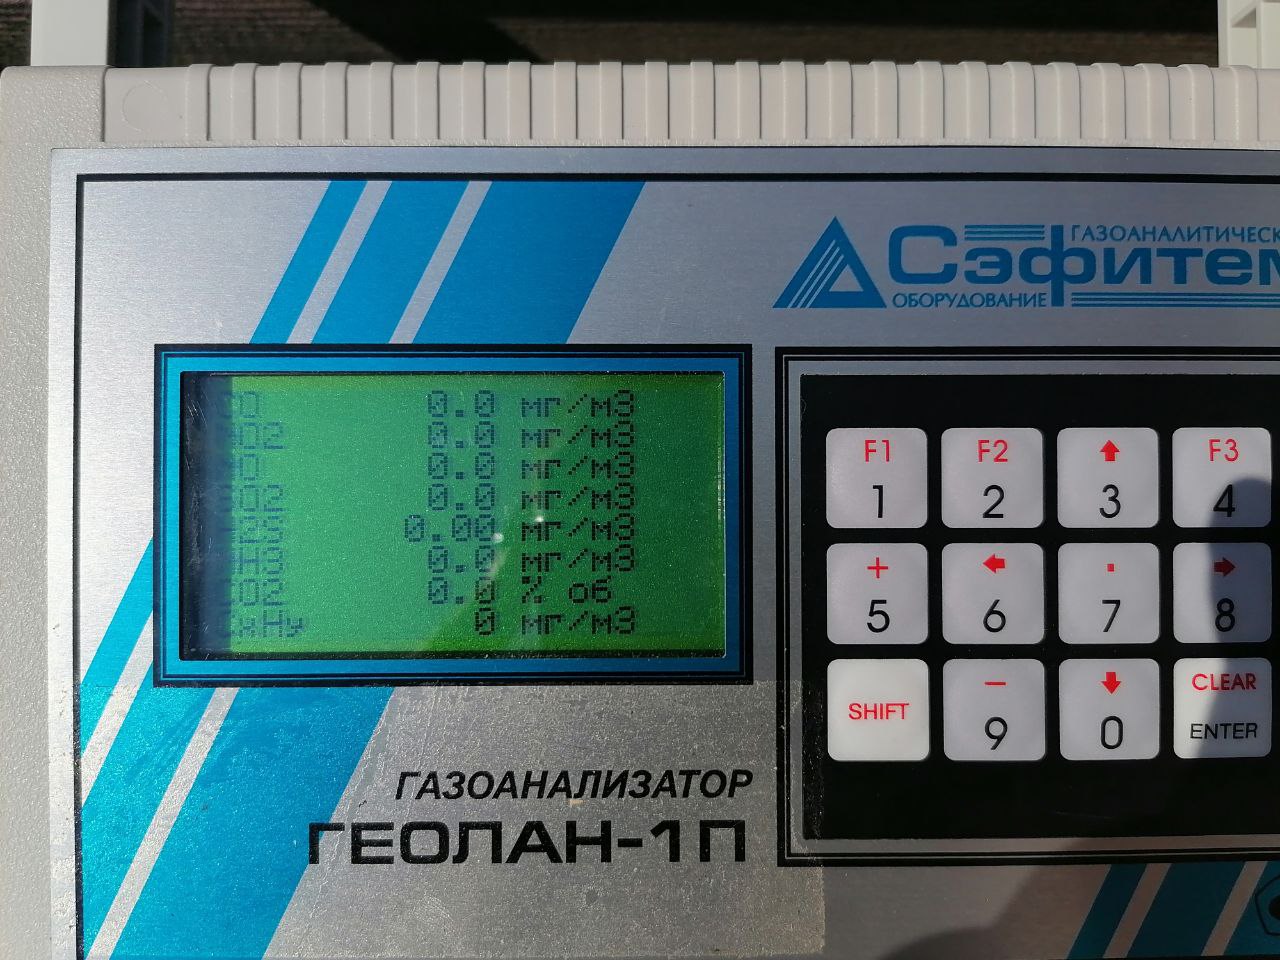 ГАЗОАНАЛИТИЧЕСК
Сэфитем
ОБОРУДОВАНИЕ
0.0 мг/м3
0.0 мг/м3
0.0 мг/м3
0.0 мг/м3
0.00 мг/м3
0.0 мг/м3
0.0 % об
CxHy 0 мг/м3
F1 F2 F3
1 2 3 4
+ .
5 6 7 8
SHIFT - CLEAR
9 0 ENTER
ГАЗОАНАЛИЗАТОР
ГЕОЛАН-1П